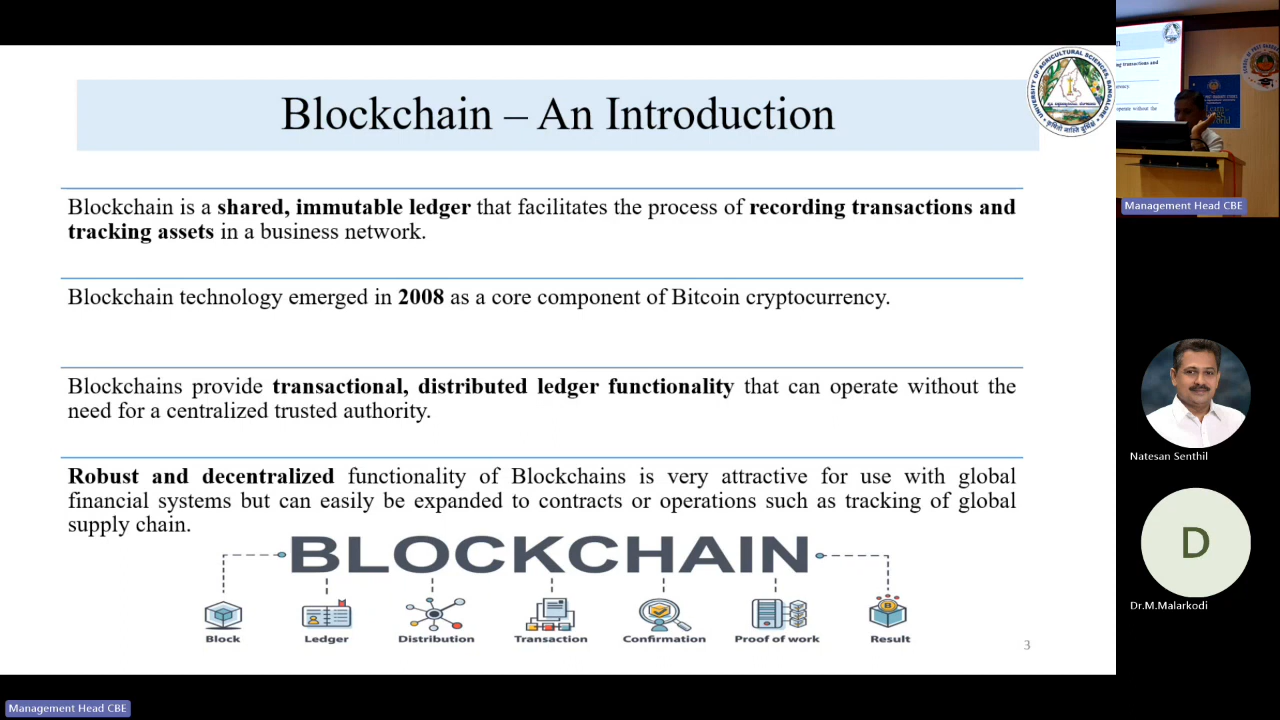 Blockchain – An Introduction
UNIVERSITY OF AGRICULTURAL SCIENCES, BANGALORE
Blockchain is a shared, immutable ledger that facilitates the process of recording transactions and
tracking assets in a business network.
Blockchain technology emerged in 2008 as a core component of Bitcoin cryptocurrency.
Blockchains provide transactional, distributed ledger functionality that can operate without the
need for a centralized trusted authority.
Robust and decentralized functionality of Blockchains is very attractive for use with global
financial systems but can easily be expanded to contracts or operations such as tracking of global
supply chain.
BLOCKCHAIN
Block
Ledger
Distribution
Transaction
Confirmation
Proof of work
Result
3
Management Head CBE
Management Head CBE
Natesan Senthil
D
Dr.M.Malarkodi